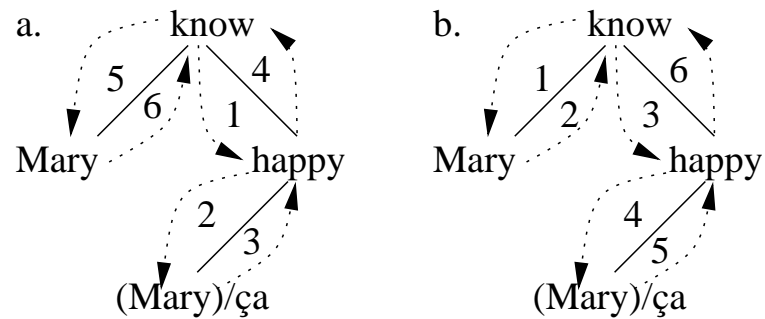 a. know b. know
5 4 1 6
6 1 2 3
Mary happy Mary happy
2 4
3 5
(Mary)/ça (Mary)/ça